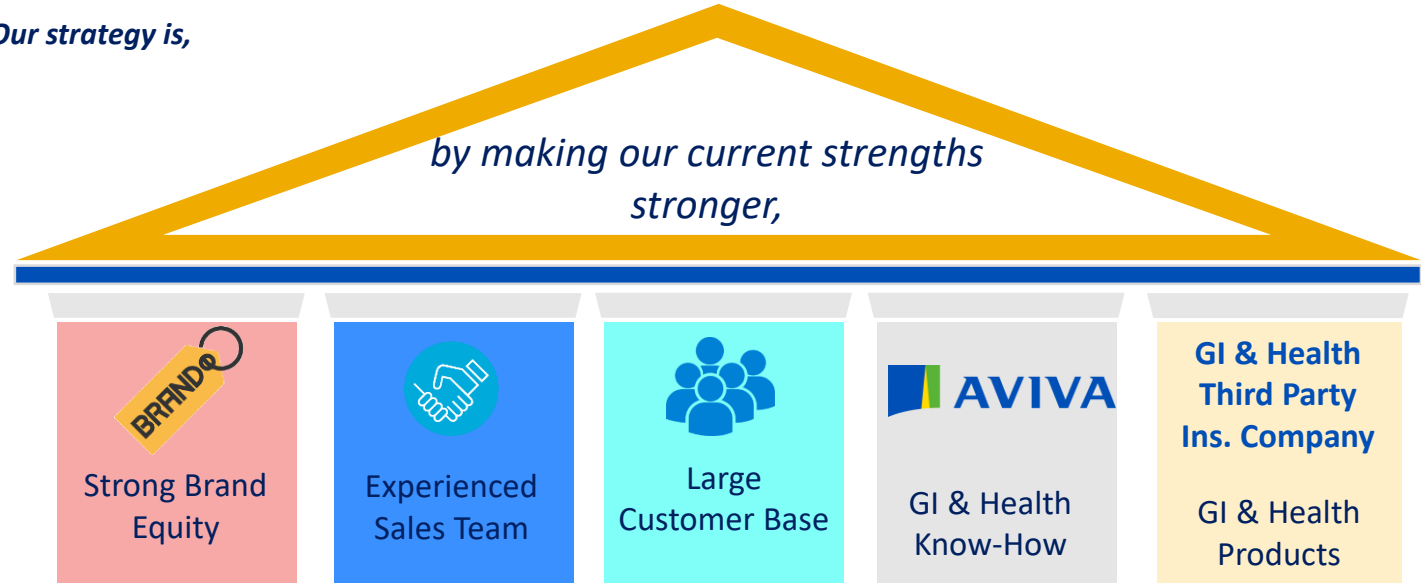 Our strategy is,
by making our current strengths
stronger,
BRAND
Strong Brand
Equity
Experienced
Sales Team
Large
Customer Base
AVIVA
GI & Health
Know-How
GI & Health
Third Party
Ins. Company
GI & Health
Products